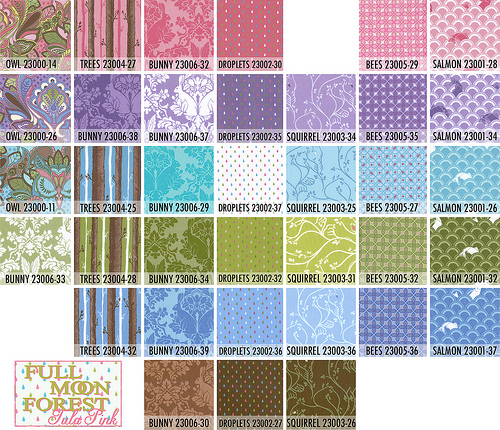 OWL 23000-14
TREES 23004-27
BUNNY 23006-32
DROPLETS 23002-30
BEES 23005-29
SALMON 23001-28
OWL 23000-26
BUNNY 23006-38
BUNNY 23006-37
DROPLETS 23002-35
SQUIRREL 23003-34
BEES 23005-35
SALMON 23001-34
OWL 23000-11
TREES 23004-25
BUNNY 23006-29
DROPLETS 23002-37
SQUIRREL 23003-25
BEES 23005-27
SALMON 23001-26
BUNNY 23006-33
TREES 23004-28
BUNNY 23006-34
DROPLETS 23002-32
SQUIRREL 23003-31
BEES 23005-32
SALMON 23001-32
TREES 23004-32
BUNNY 23006-39
DROPLETS 23002-36
SQUIRREL 23003-36
BEES 23005-36
SALMON 23001-37
FULL
MOON
FOREST
Tula Pink
BUNNY 23006-30
DROPLETS 23002-27
SQUIRREL 23003-26